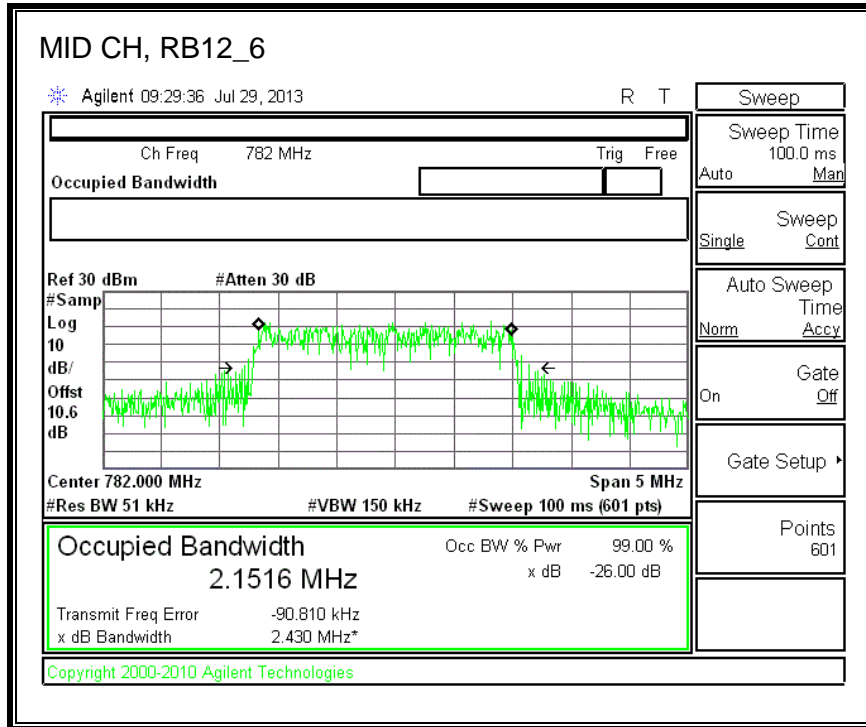 MID CH, RB12_6
Agilent 09:29:36 Jul 29, 2013 R T
Ch Freq 782 MHz Trig Free
Occupied Bandwidth
Ref 30 dBm #Atten 30 dB
#Samp
Log
10
dB/
Offst
10.6
dB
Center 782.000 MHz Span 5 MHz
#Res BW 51 kHz #VBW 150 kHz #Sweep 100 ms (601 pts)
Occupied Bandwidth Occ BW % Pwr 99.00 %
2.1516 MHz x dB -26.00 dB
Transmit Freq Error -90.810 kHz
x dB Bandwidth 2.430 MHz*
Copyright 2000-2010 Agilent Technologies
Sweep
Sweep Time
100.0 ms
Auto Man
Sweep
Single Cont
Auto Sweep
Time
Norm Accy
Gate
On Off
Gate Setup
Points
601